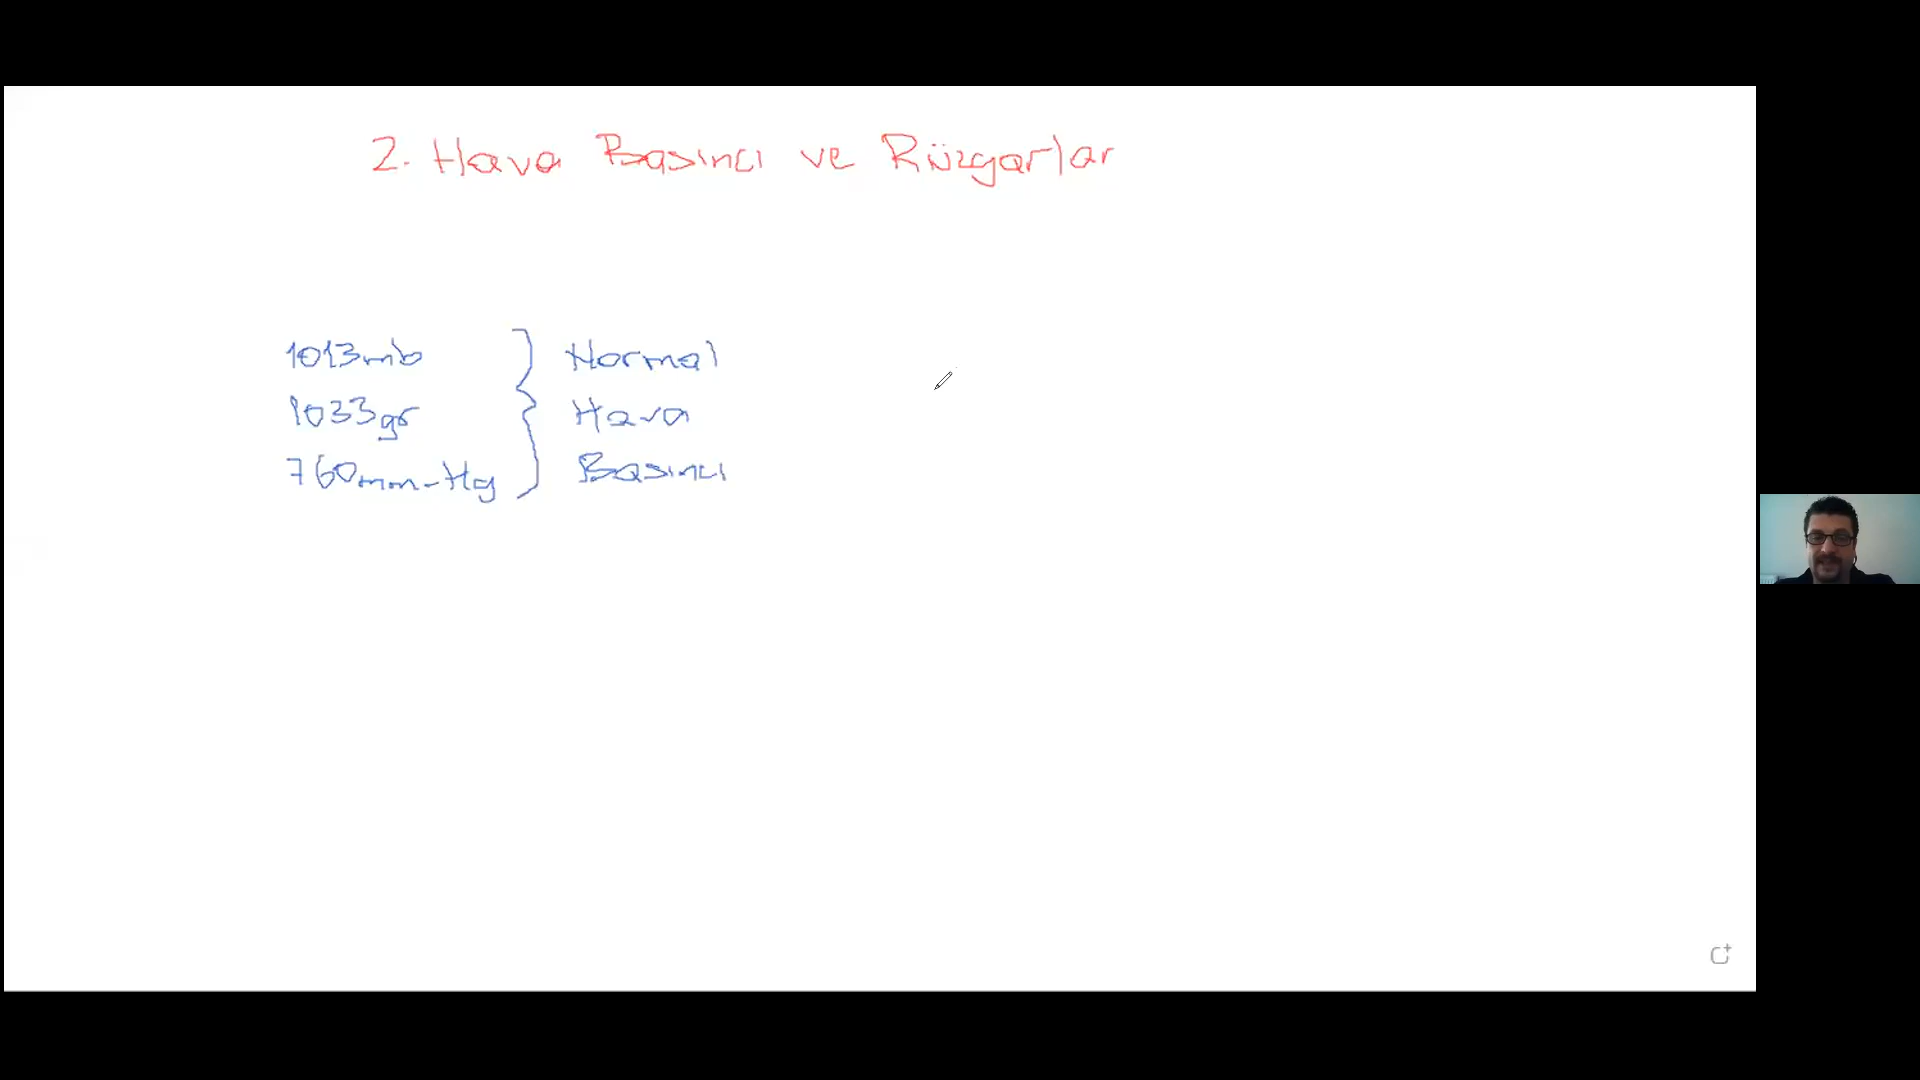 2. Hava Basıncı ve Rüzgarlar
1013mb
1033gr
760mm-Hg
Normal
Hava
Basıncı